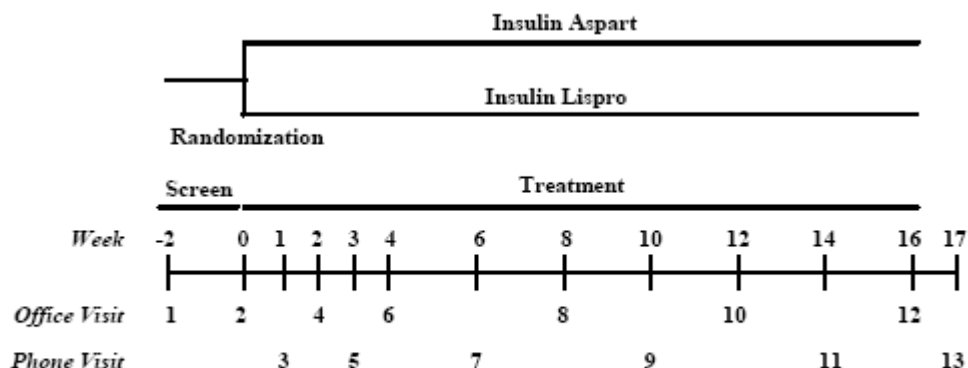 Insulin Aspart
Insulin Lispro
Randomization
Screen Treatment
Week -2 0 1 2 3 4 6 8 10 12 14 16 17
Office Visit 1 2 4 6 8 10 12
Phone Visit 3 5 7 9 11 13